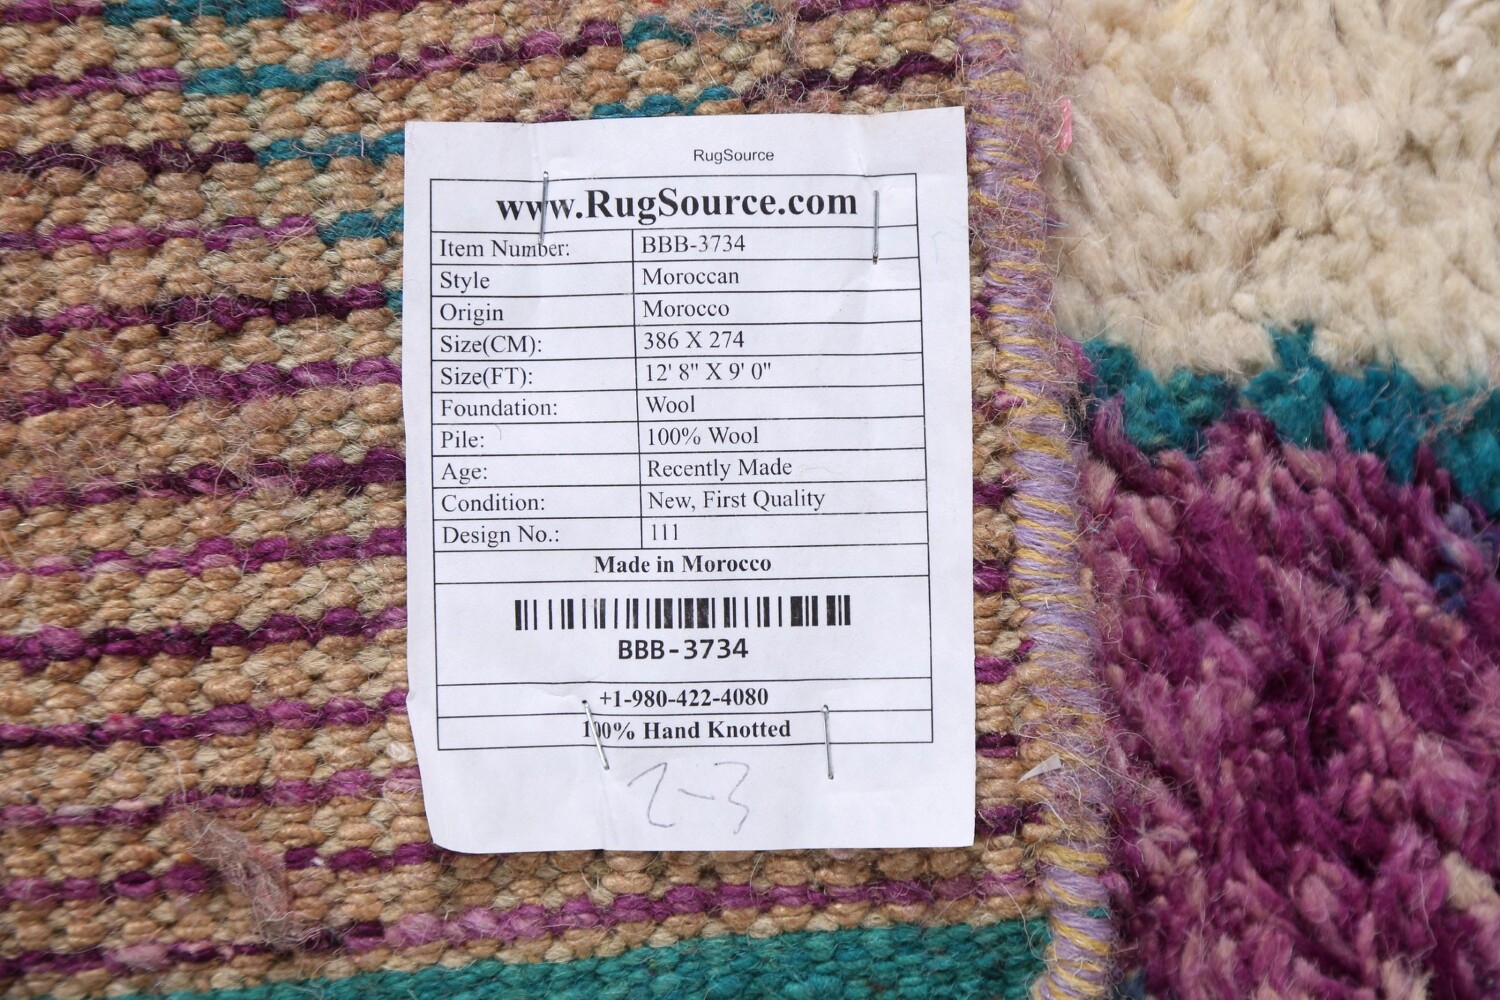 RugSource
www.RugSource.com
Item Number: BBB-3734
Style Moroccan
Origin Morocco
Size(CM): 386 X 274
Size(FT): 12' 8" X 9' 0"
Foundation: Wool
Pile: 100% Wool
Age: Recently Made
Condition: New, First Quality
Design No.: 111
Made in Morocco
BBB-3734
+1-980-422-4080
100% Hand Knotted
2-3